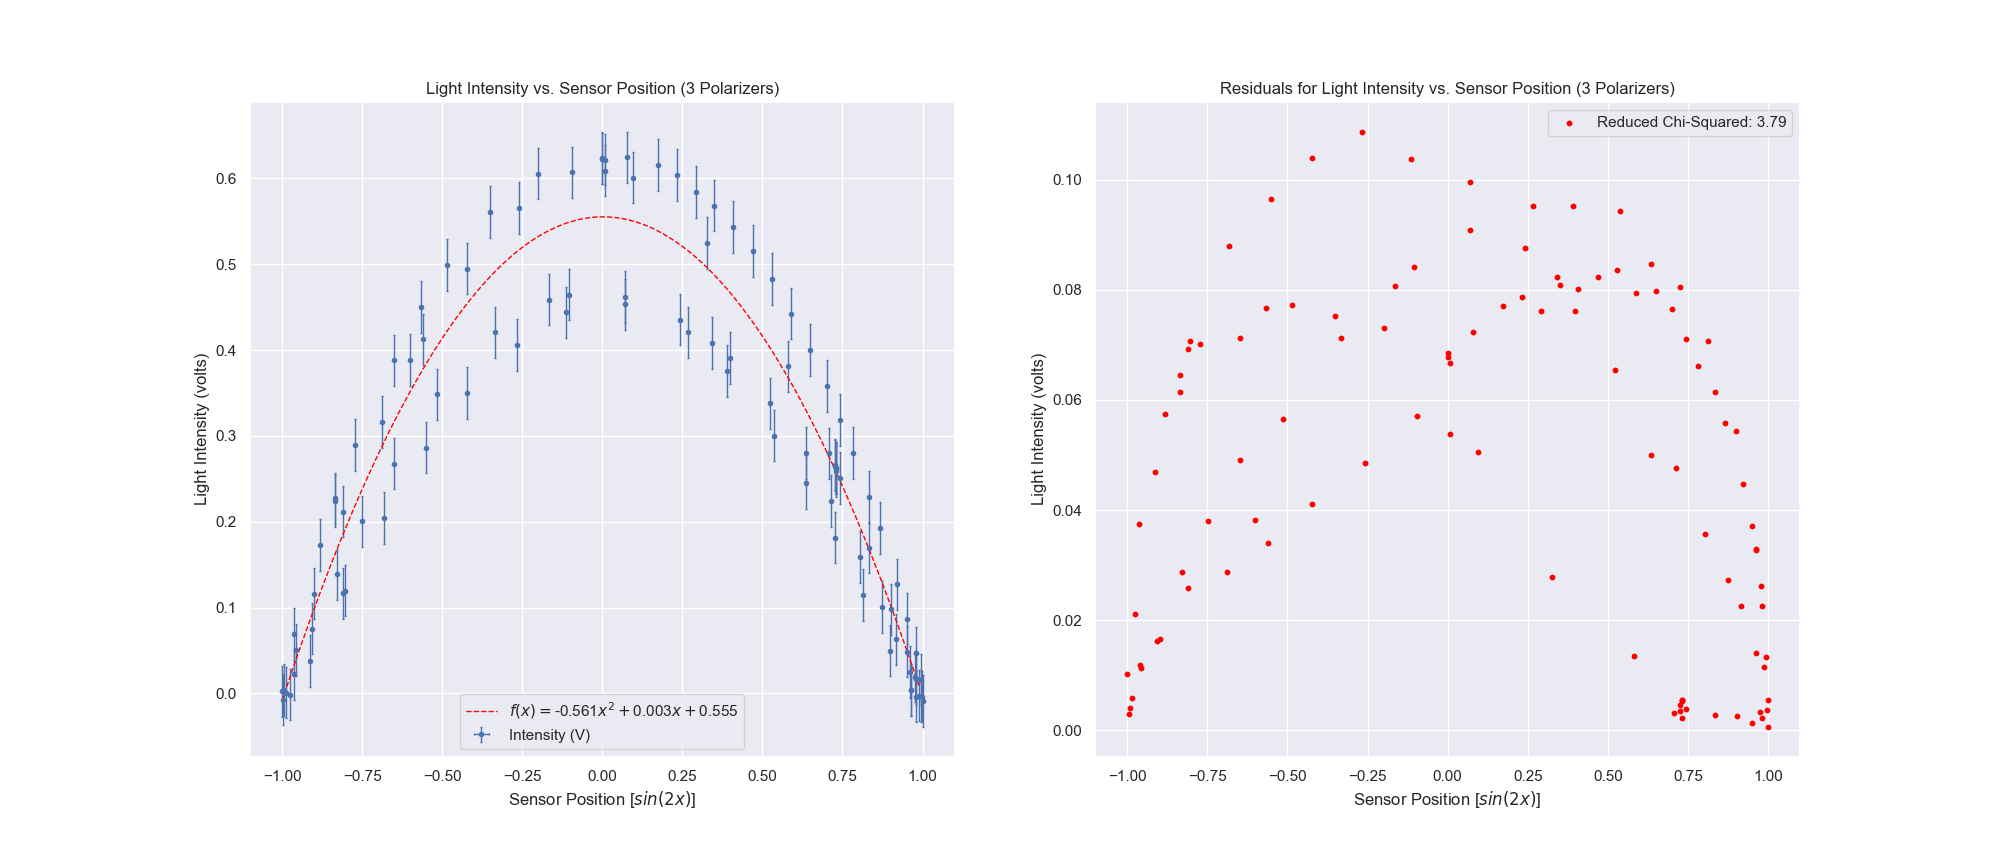 Light Intensity vs. Sensor Position (3 Polarizers)
Light Intensity (volts)
0.6
0.5
0.4
0.3
0.2
0.1
0.0
f(x) = -0.561x² + 0.003x + 0.555
Intensity (V)
−1.00 −0.75 −0.50 −0.25 0.00 0.25 0.50 0.75 1.00
Sensor Position [sin(2x)]
Residuals for Light Intensity vs. Sensor Position (3 Polarizers)
Reduced Chi-Squared: 3.79
Light Intensity (volts)
0.10
0.08
0.06
0.04
0.02
0.00
−1.00 −0.75 −0.50 −0.25 0.00 0.25 0.50 0.75 1.00
Sensor Position [sin(2x)]